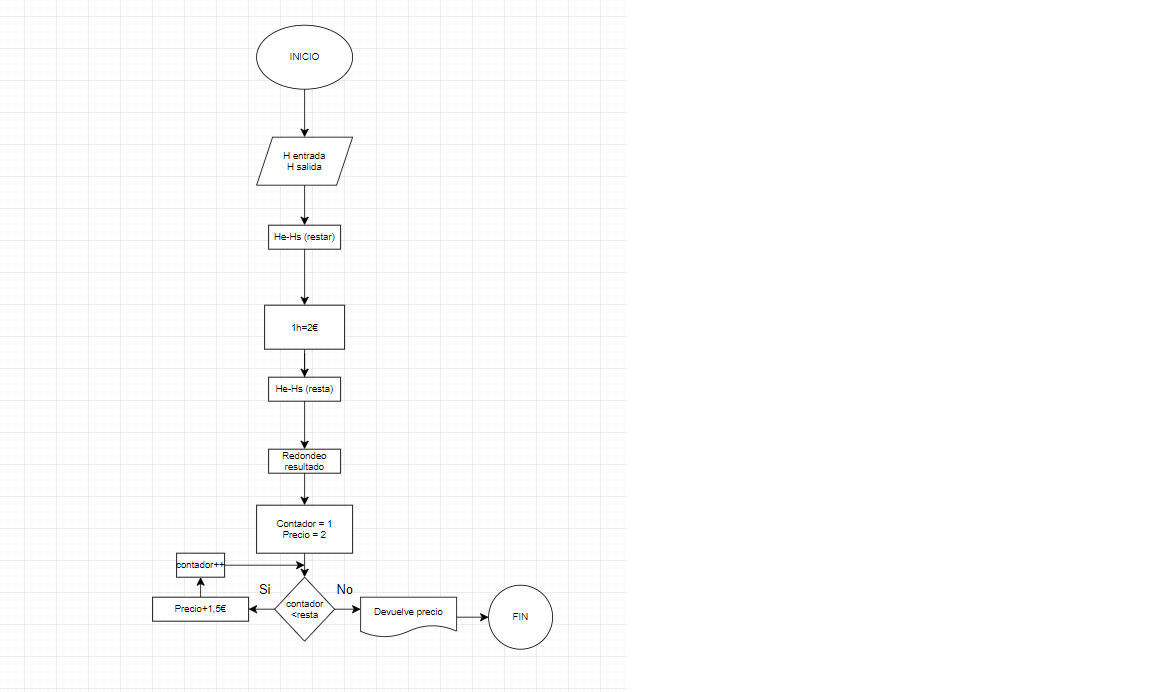 INICIO
H entrada
H salida
He-Hs (restar)
1h=2€
He-Hs (resta)
Redondeo
resultado
Contador = 1
Precio = 2
contador++
Si
No
Precio+1,5€
contador
<resta
Devuelve precio
FIN